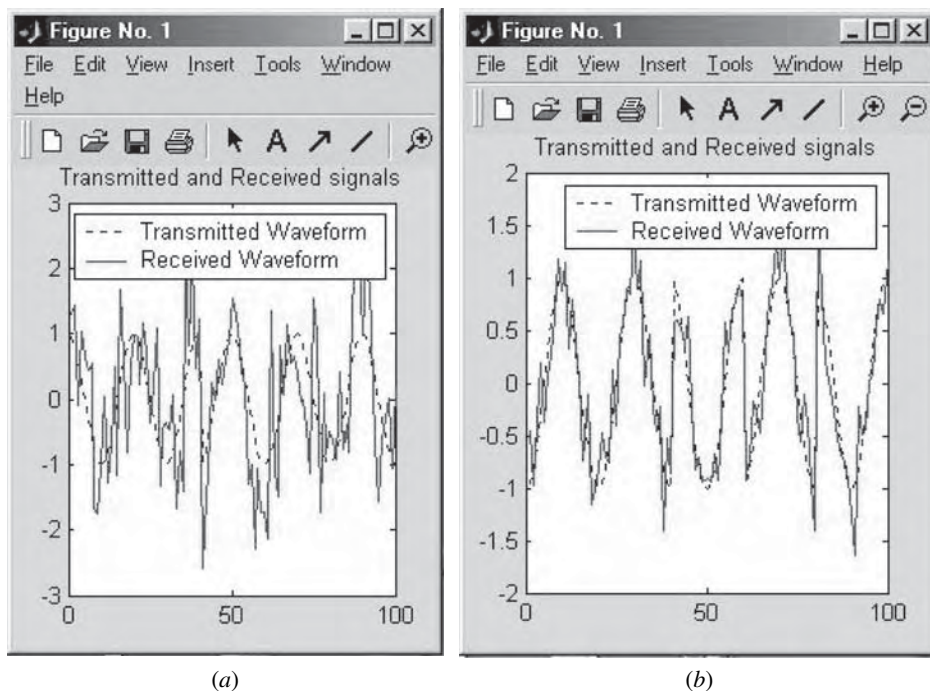 Figure No. 1
File Edit View Insert Tools Window
Help
A
Transmitted and Received signals
3
Transmitted Waveform
Received Waveform
2
1
0
-1
-2
-3
0 50 100
(a)
Figure No. 1
File Edit View Insert Tools Window Help
A
Transmitted and Received signals
2
Transmitted Waveform
1.5
Received Waveform
1
0.5
0
-0.5
-1
-1.5
-2
0 50 100
(b)